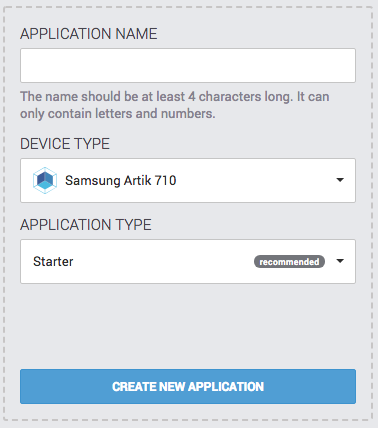 APPLICATION NAME
The name should be at least 4 characters long. It can
only contain letters and numbers.
DEVICE TYPE
Samsung Artik 710
APPLICATION TYPE
Starter recommended
CREATE NEW APPLICATION